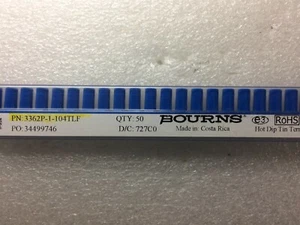 PN 3362P-1-104TLF QTY: 50 BOURNS e3 RoHS
PO: 34499746 D/C: 727C0 Made in: Costa Rica Hot Dip Tin